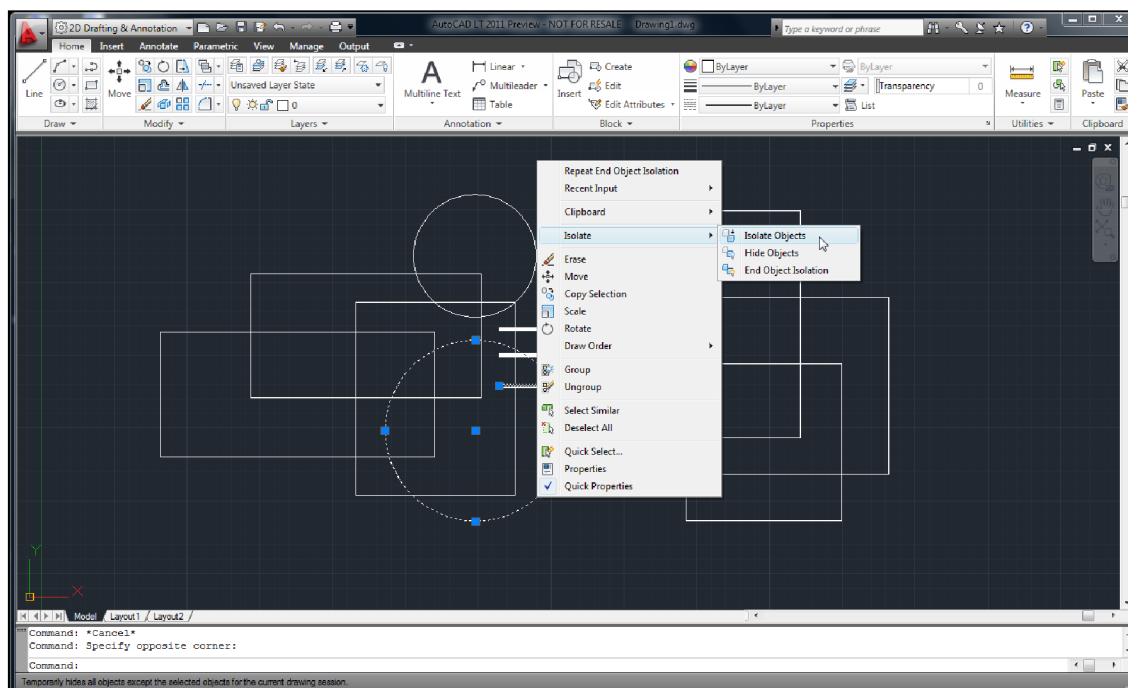 2D Drafting & Annotation
AutoCAD LT 2011 Preview - NOT FOR RESALE Drawing1.dwg
Type a keyword or phrase
Home Insert Annotate Parametric View Manage Output
Line
Move
Unsaved Layer State
0
A
Multiline Text
Linear
Multileader
Table
Insert
Create
Edit
Edit Attributes
ByLayer
ByLayer
ByLayer
ByLayer
Transparency 0
List
Measure
Paste
Draw Modify Layers Annotation Block Properties Utilities Clipboard
Repeat End Object Isolation
Recent Input
Clipboard
Isolate
Isolate Objects
Hide Objects
End Object Isolation
Erase
Move
Copy Selection
Scale
Rotate
Draw Order
Group
Ungroup
Select Similar
Deselect All
Quick Select...
Properties
Quick Properties
Y
X
Model Layout1 Layout2
Command: *Cancel*
Command: Specify opposite corner:
Command:
Temporarily hides all objects except the selected objects for the current drawing session.